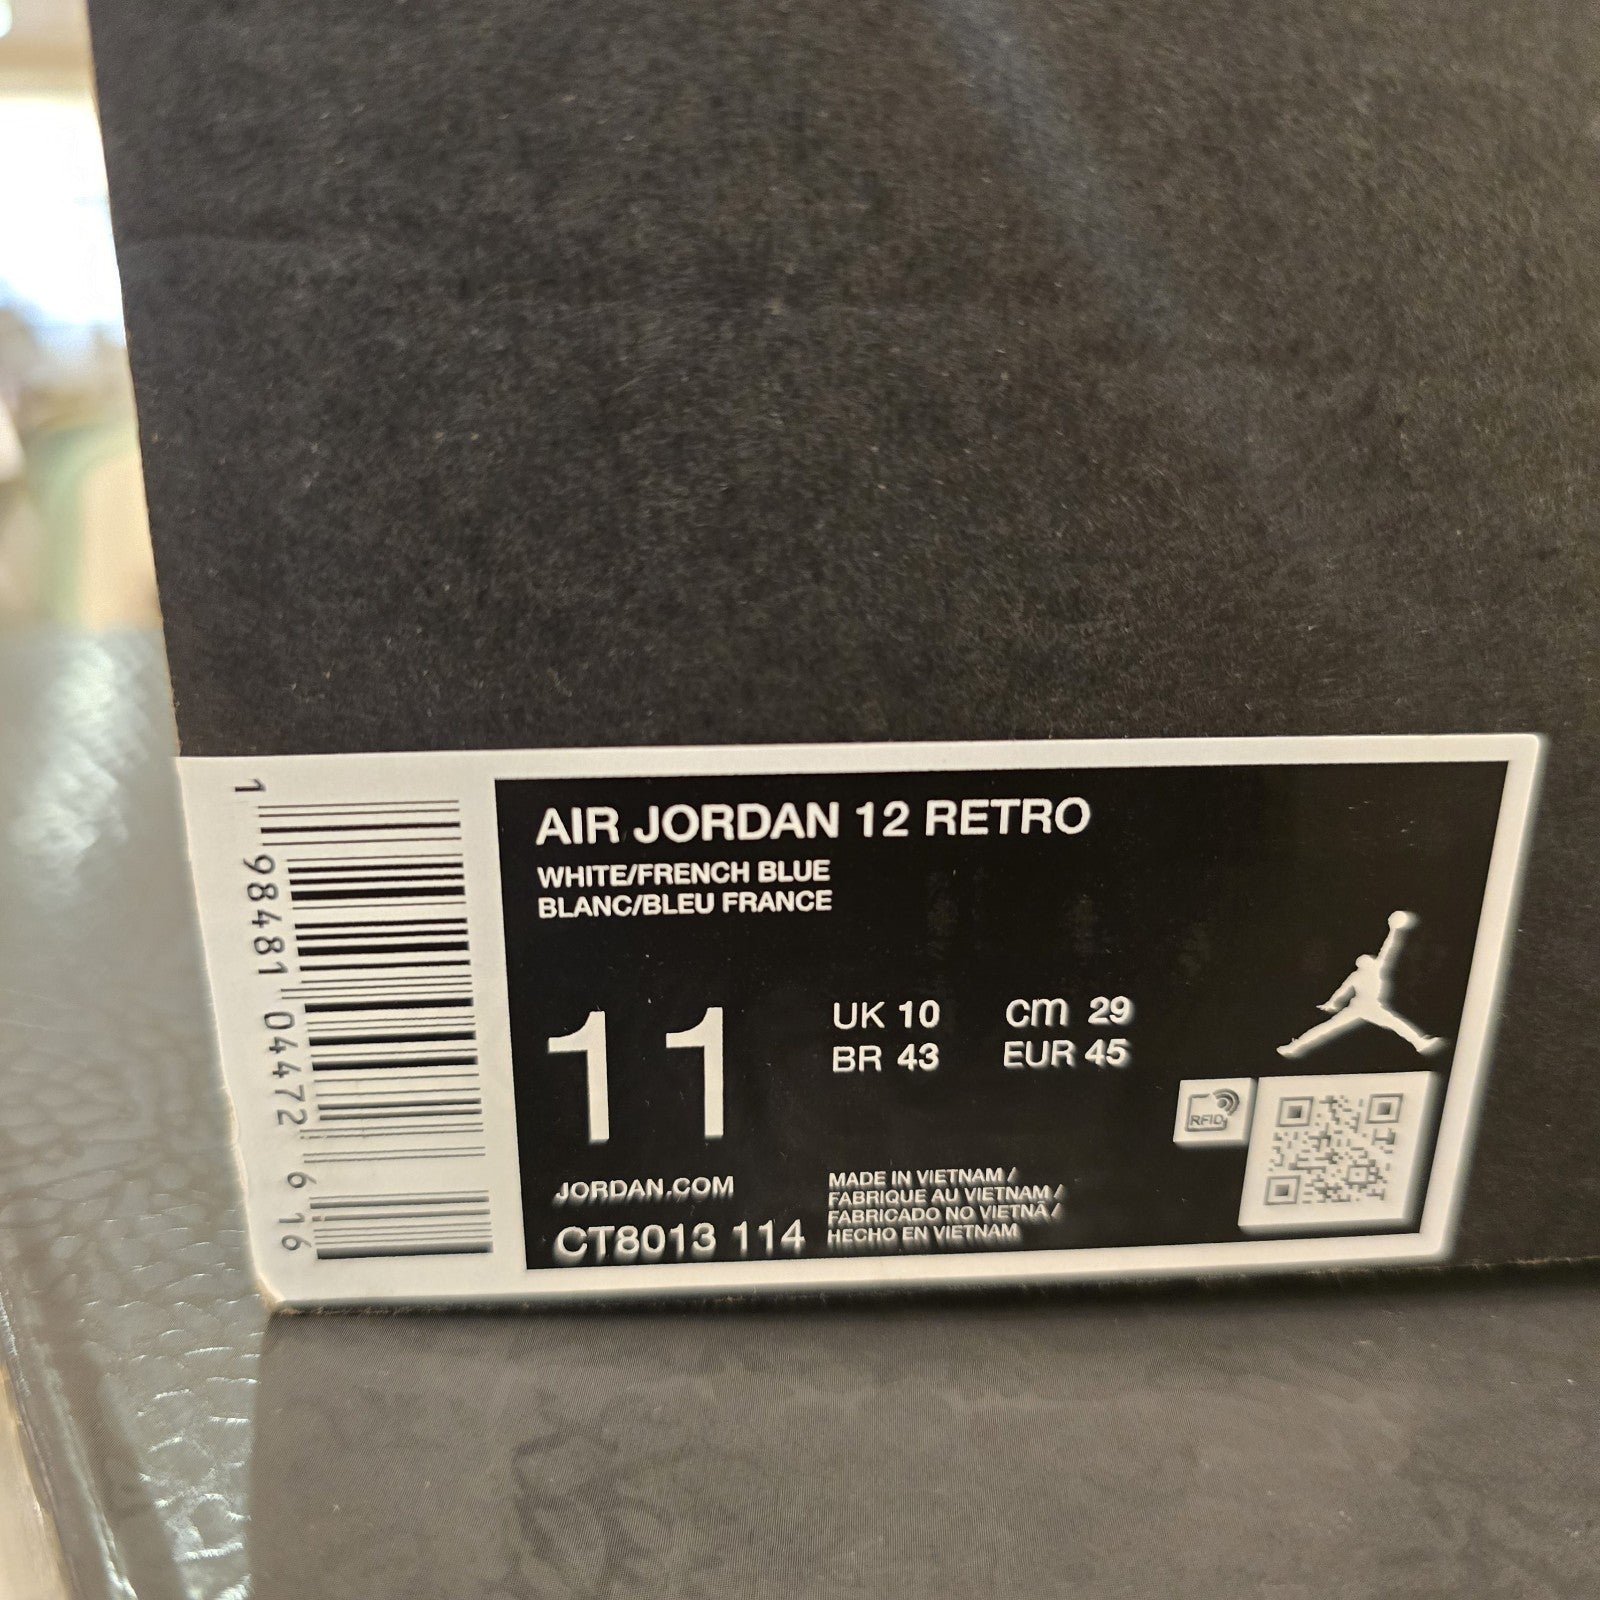 AIR JORDAN 12 RETRO
WHITE/FRENCH BLUE
BLANC/BLEU FRANCE
11
UK 10 cm 29
BR 43 EUR 45
RFID
JORDAN.COM
CT8013 114
MADE IN VIETNAM /
FABRIQUE AU VIETNAM /
FABRICADO NO VIETNÃ /
HECHO EN VIETNAM
1 98481 04472 6 16